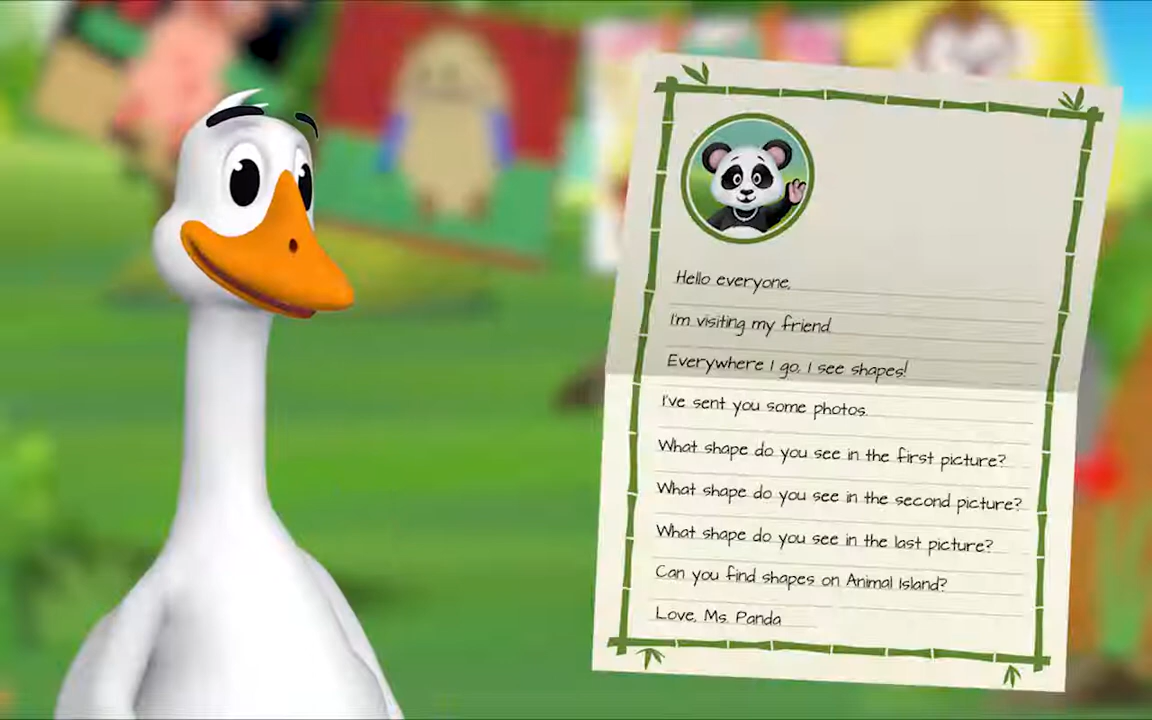 Hello everyone,
I'm visiting my friend.
Everywhere I go, I see shapes!
I've sent you some photos.
What shape do you see in the first picture?
What shape do you see in the second picture?
What shape do you see in the last picture?
Can you find shapes on Animal Island?
Love, Ms. Panda